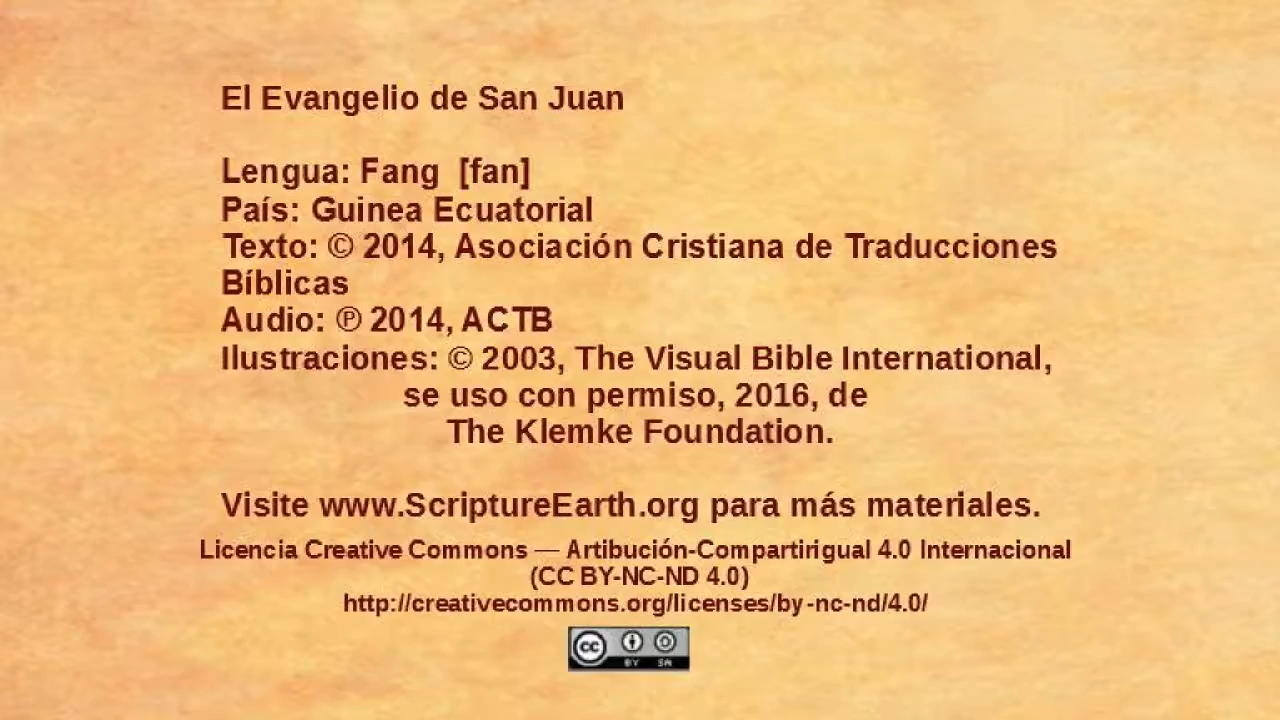 El Evangelio de San Juan
Lengua: Fang  [fan]
País: Guinea Ecuatorial
Texto: © 2014, Asociación Cristiana de Traducciones
Bíblicas
Audio: ℗ 2014, ACTB
Ilustraciones: © 2003, The Visual Bible International,
se uso con permiso, 2016, de
The Klemke Foundation.
Visite www.ScriptureEarth.org para más materiales.
Licencia Creative Commons — Artibución-Compartirigual 4.0 Internacional
(CC BY-NC-ND 4.0)
http://creativecommons.org/licenses/by-nc-nd/4.0/
cc BY SA